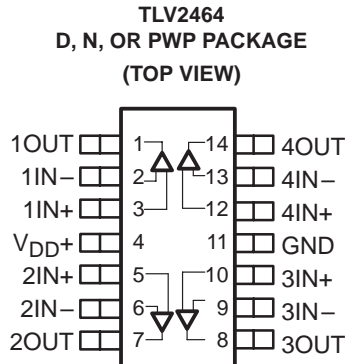 TLV2464
D, N, OR PWP PACKAGE
(TOP VIEW)
1OUT 1 14 4OUT
1IN− 2 13 4IN−
1IN+ 3 12 4IN+
VDD+ 4 11 GND
2IN+ 5 10 3IN+
2IN− 6 9 3IN−
2OUT 7 8 3OUT